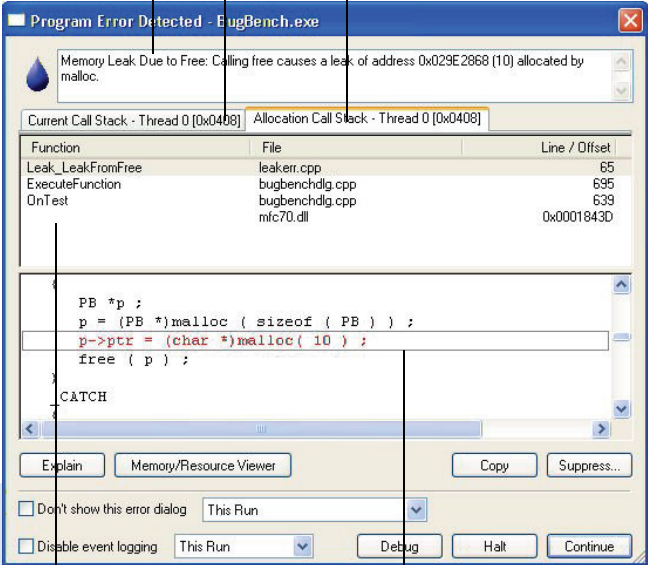 Program Error Detected - BugBench.exe
Memory Leak Due to Free: Calling free causes a leak of address 0x029E2868 (10) allocated by
malloc.
Current Call Stack - Thread 0 [0x0408] Allocation Call Stack - Thread 0 [0x0408]
Function File Line / Offset
Leak_LeakFromFree leakerr.cpp 65
ExecuteFunction bugbenchdlg.cpp 695
OnTest bugbenchdlg.cpp 639
mfc70.dll 0x0001843D
{
PB *p ;
p = (PB *)malloc ( sizeof ( PB ) ) ;
p->ptr = (char *)malloc( 10 ) ;
free ( p ) ;
}
_CATCH
{
Explain Memory/Resource Viewer Copy Suppress...
Don't show this error dialog This Run
Disable event logging This Run Debug Halt Continue